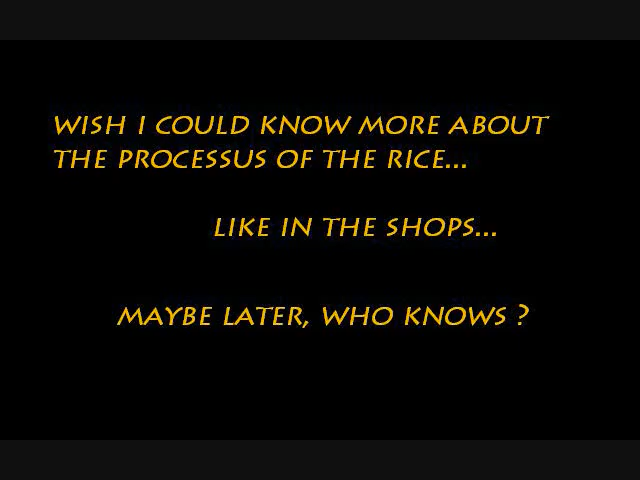 WISH I COULD KNOW MORE ABOUT
THE PROCESSUS OF THE RICE...
LIKE IN THE SHOPS...
MAYBE LATER, WHO KNOWS ?